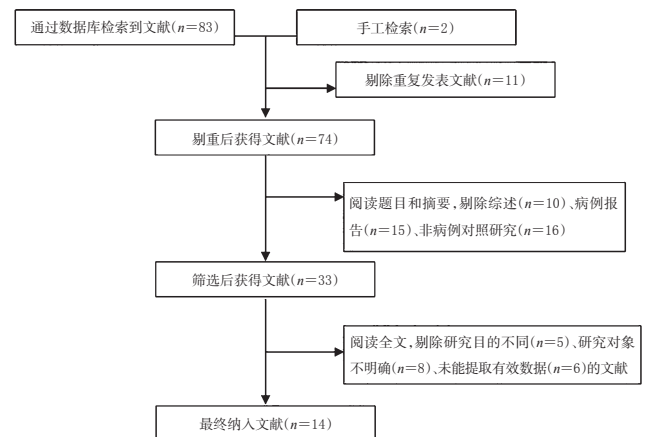 通过数据库检索到文献(n=83)
手工检索(n=2)
剔除重复发表文献(n=11)
剔重后获得文献(n=74)
阅读题目和摘要,剔除综述(n=10)、病例报
告(n=15)、非病例对照研究(n=16)
筛选后获得文献(n=33)
阅读全文,剔除研究目的不同(n=5)、研究对象
不明确(n=8)、未能提取有效数据(n=6)的文献
最终纳入文献(n=14)